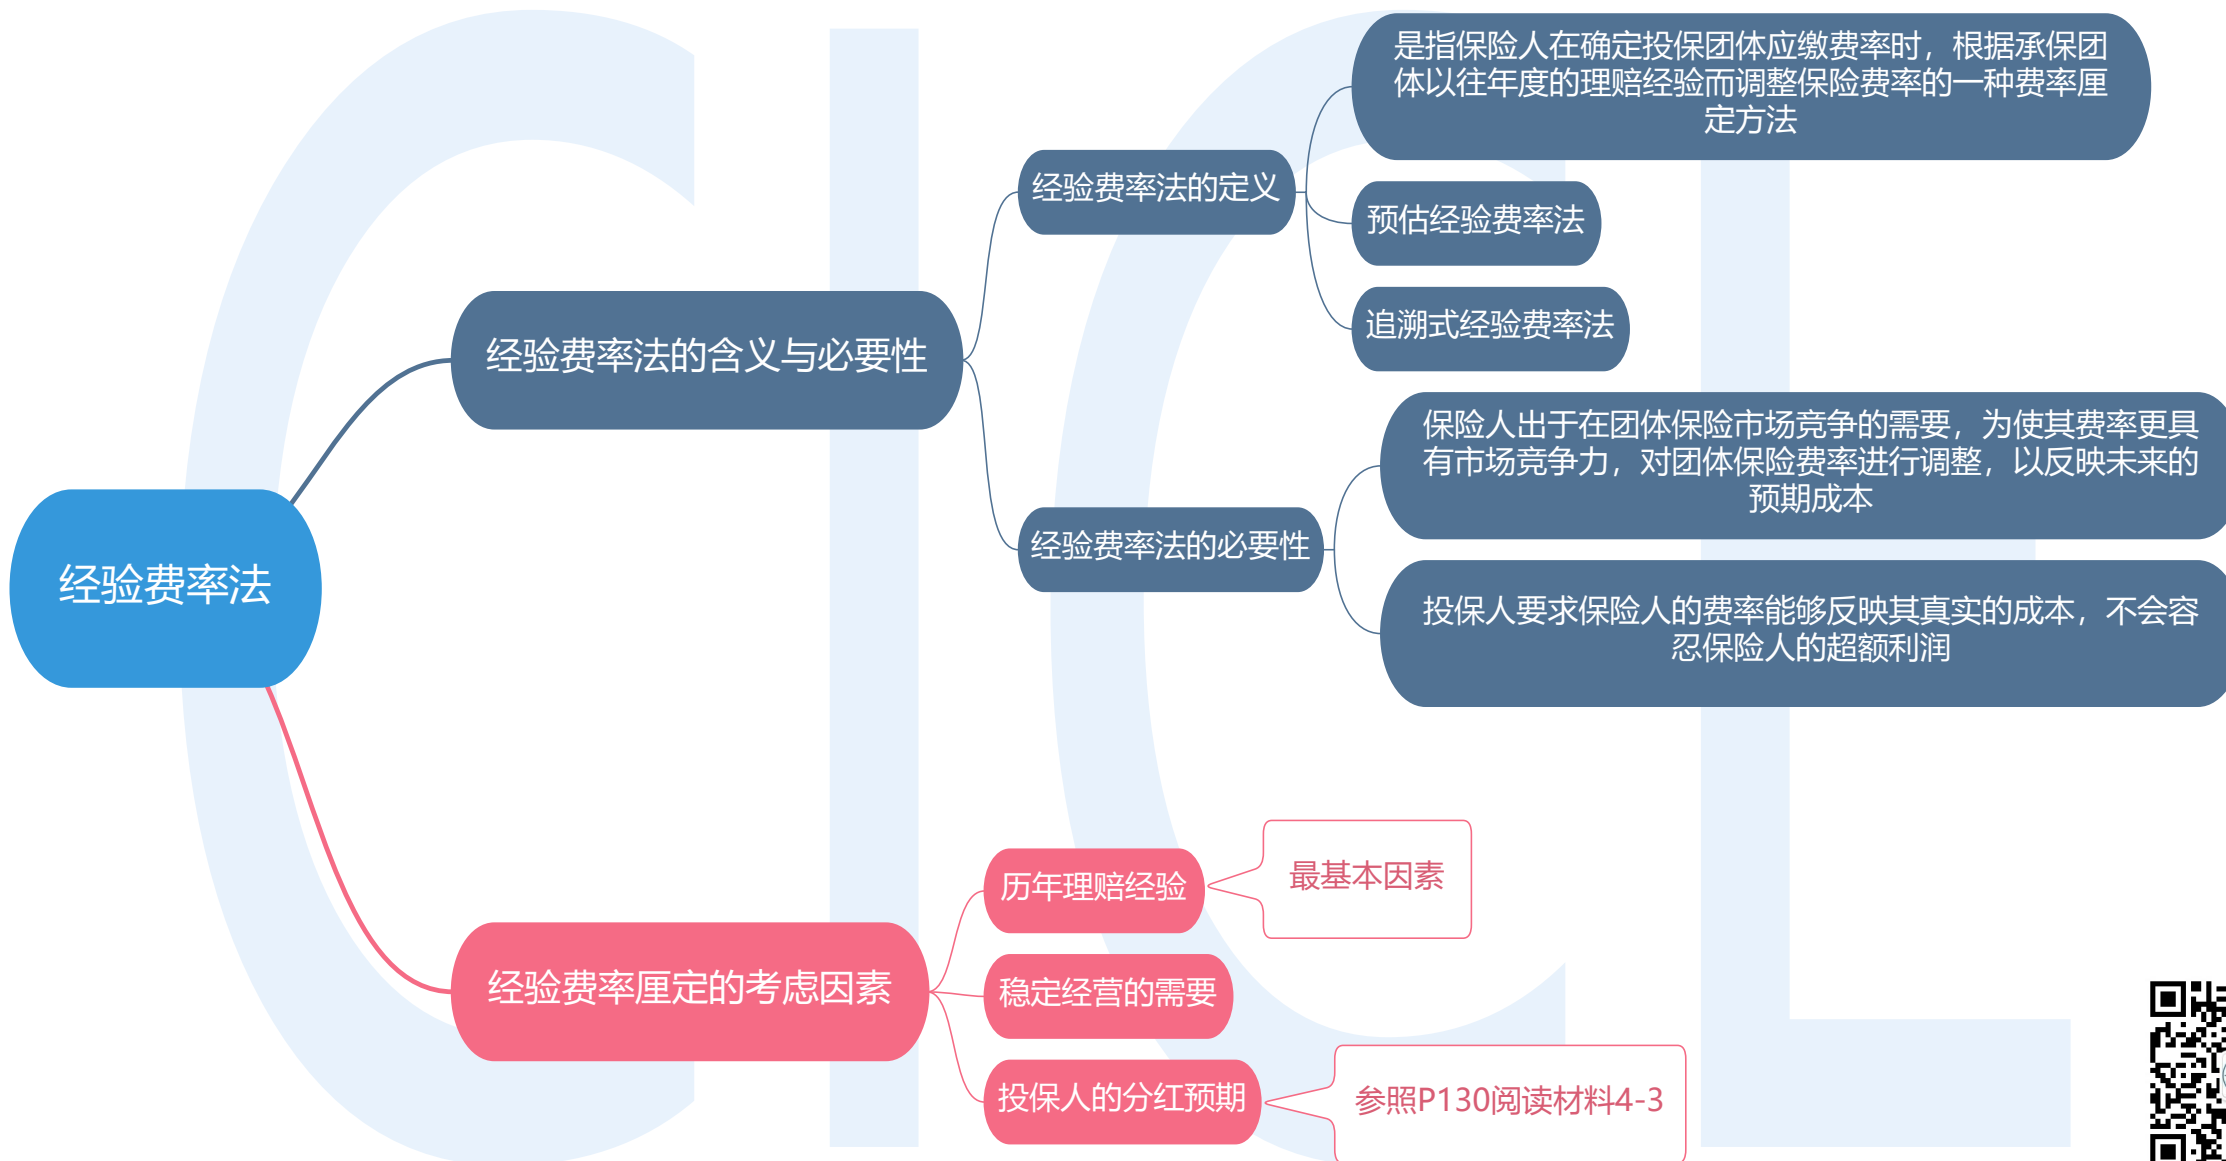 是指保险人在确定投保团体应缴费率时，根据承保团
体以往年度的理赔经验而调整保险费率的一种费率厘
定方法
经验费率法的定义
预估经验费率法
追溯式经验费率法
经验费率法的含义与必要性
保险人出于在团体保险市场竞争的需要，为使其费率更具
有市场竞争力，对团体保险费率进行调整，以反映未来的
预期成本
经验费率法的必要性
投保人要求保险人的费率能够反映其真实的成本，不会容
忍保险人的超额利润
经验费率法
历年理赔经验
最基本因素
经验费率厘定的考虑因素
稳定经营的需要
投保人的分红预期
参照P130阅读材料4-3
CICL